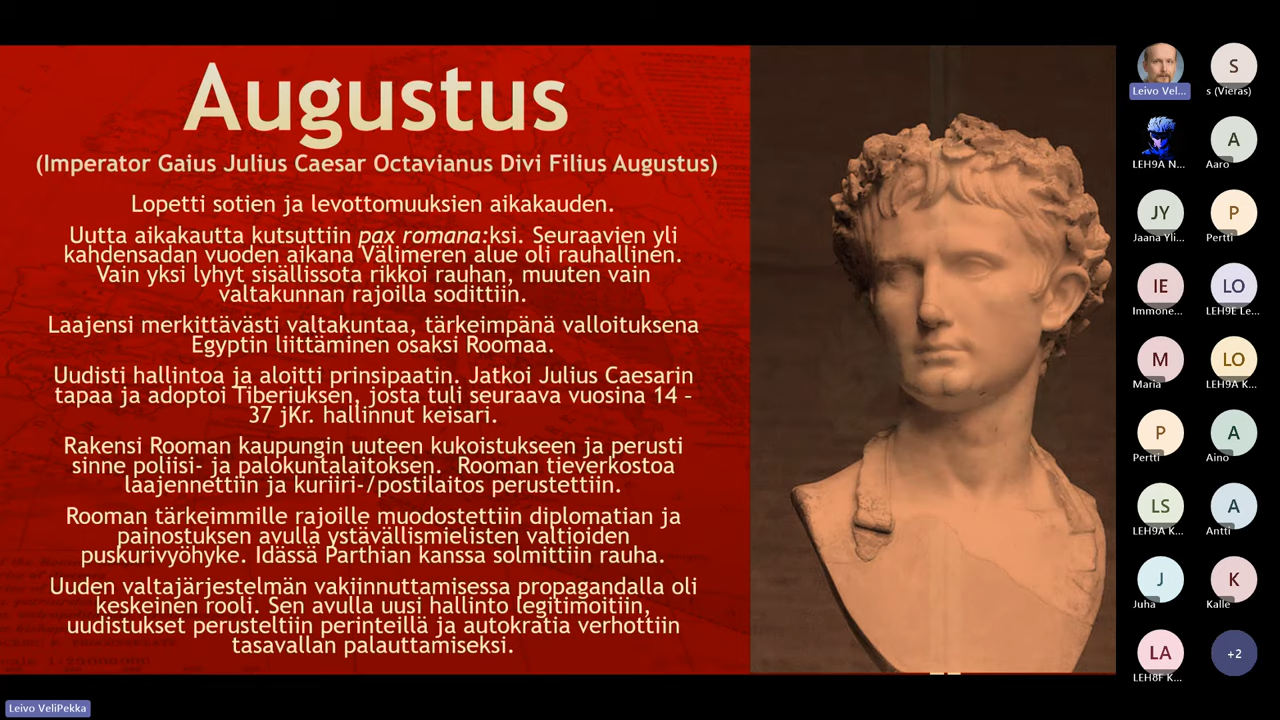 Augustus
(Imperator Gaius Julius Caesar Octavianus Divi Filius Augustus)
Lopetti sotien ja levottomuuksien aikakauden.
Uutta aikakautta kutsuttiin pax romana:ksi. Seuraavien yli
kahdensadan vuoden aikana Välimeren alue oli rauhallinen.
Vain yksi lyhyt sisällissota rikkoi rauhan, muuten vain
valtakunnan rajoilla sodittiin.
Laajensi merkittävästi valtakuntaa, tärkeimpänä valloituksena
Egyptin liittäminen osaksi Roomaa.
Uudisti hallintoa ja aloitti prinsipaatin. Jatkoi Julius Caesarin
tapaa ja adoptoi Tiberiuksen, josta tuli seuraava vuosina 14 –
37 jKr. hallinnut keisari.
Rakensi Rooman kaupungin uuteen kukoistukseen ja perusti
sinne poliisi- ja palokuntalaitoksen. Rooman tieverkostoa
laajennettiin ja kuriiri-/postilaitos perustettiin.
Rooman tärkeimmille rajoille muodostettiin diplomatian ja
painostuksen avulla ystävällismielisten valtioiden
puskurivyöhyke. Idässä Parthian kanssa solmittiin rauha.
Uuden valtajärjestelmän vakiinnuttamisessa propagandalla oli
keskeinen rooli. Sen avulla uusi hallinto legitimoitiin,
uudistukset perusteltiin perinteillä ja autokratia verhottiin
tasavallan palauttamiseksi.
Leivo Vel...
S
s (Vieras)
LEH9A N...
A
Aaro
JY
Jaana Yli...
P
Pertti
IE
Immone...
LO
LEH9E Le...
M
Maria
LO
LEH9A K...
P
Pertti
A
Aino
LS
LEH9A K...
A
Antti
J
Juha
K
Kalle
LA
LEH8F K...
+2
Leivo VeliPekka